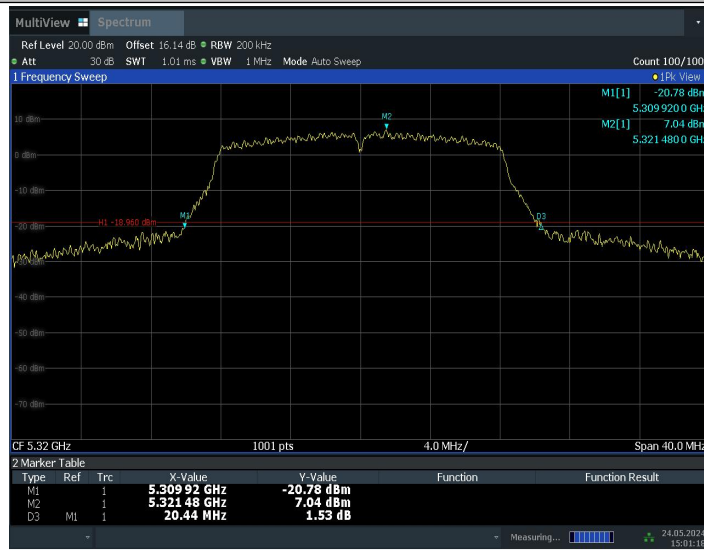 MultiView Spectrum
Ref Level 20.00 dBm Offset 16.14 dB RBW 200 kHz
Att 30 dB SWT 1.01 ms VBW 1 MHz Mode Auto Sweep Count 100/100
1 Frequency Sweep 1Pk View
M1[1] -20.78 dBm
5.309 920 0 GHz
M2[1] 7.04 dBm
5.321 480 0 GHz
M2
10 dBm
0 dBm
-10 dBm
M1
D3
H1 -18.960 dBm
-20 dBm
-30 dBm
-40 dBm
-50 dBm
-60 dBm
-70 dBm
CF 5.32 GHz 1001 pts 4.0 MHz/ Span 40.0 MHz
2 Marker Table
Type Ref Trc X-Value Y-Value Function Function Result
M1 1 5.309 92 GHz -20.78 dBm
M2 1 5.321 48 GHz 7.04 dBm
D3 M1 1 20.44 MHz 1.53 dB
Measuring... 24.05.2024
15:01:18